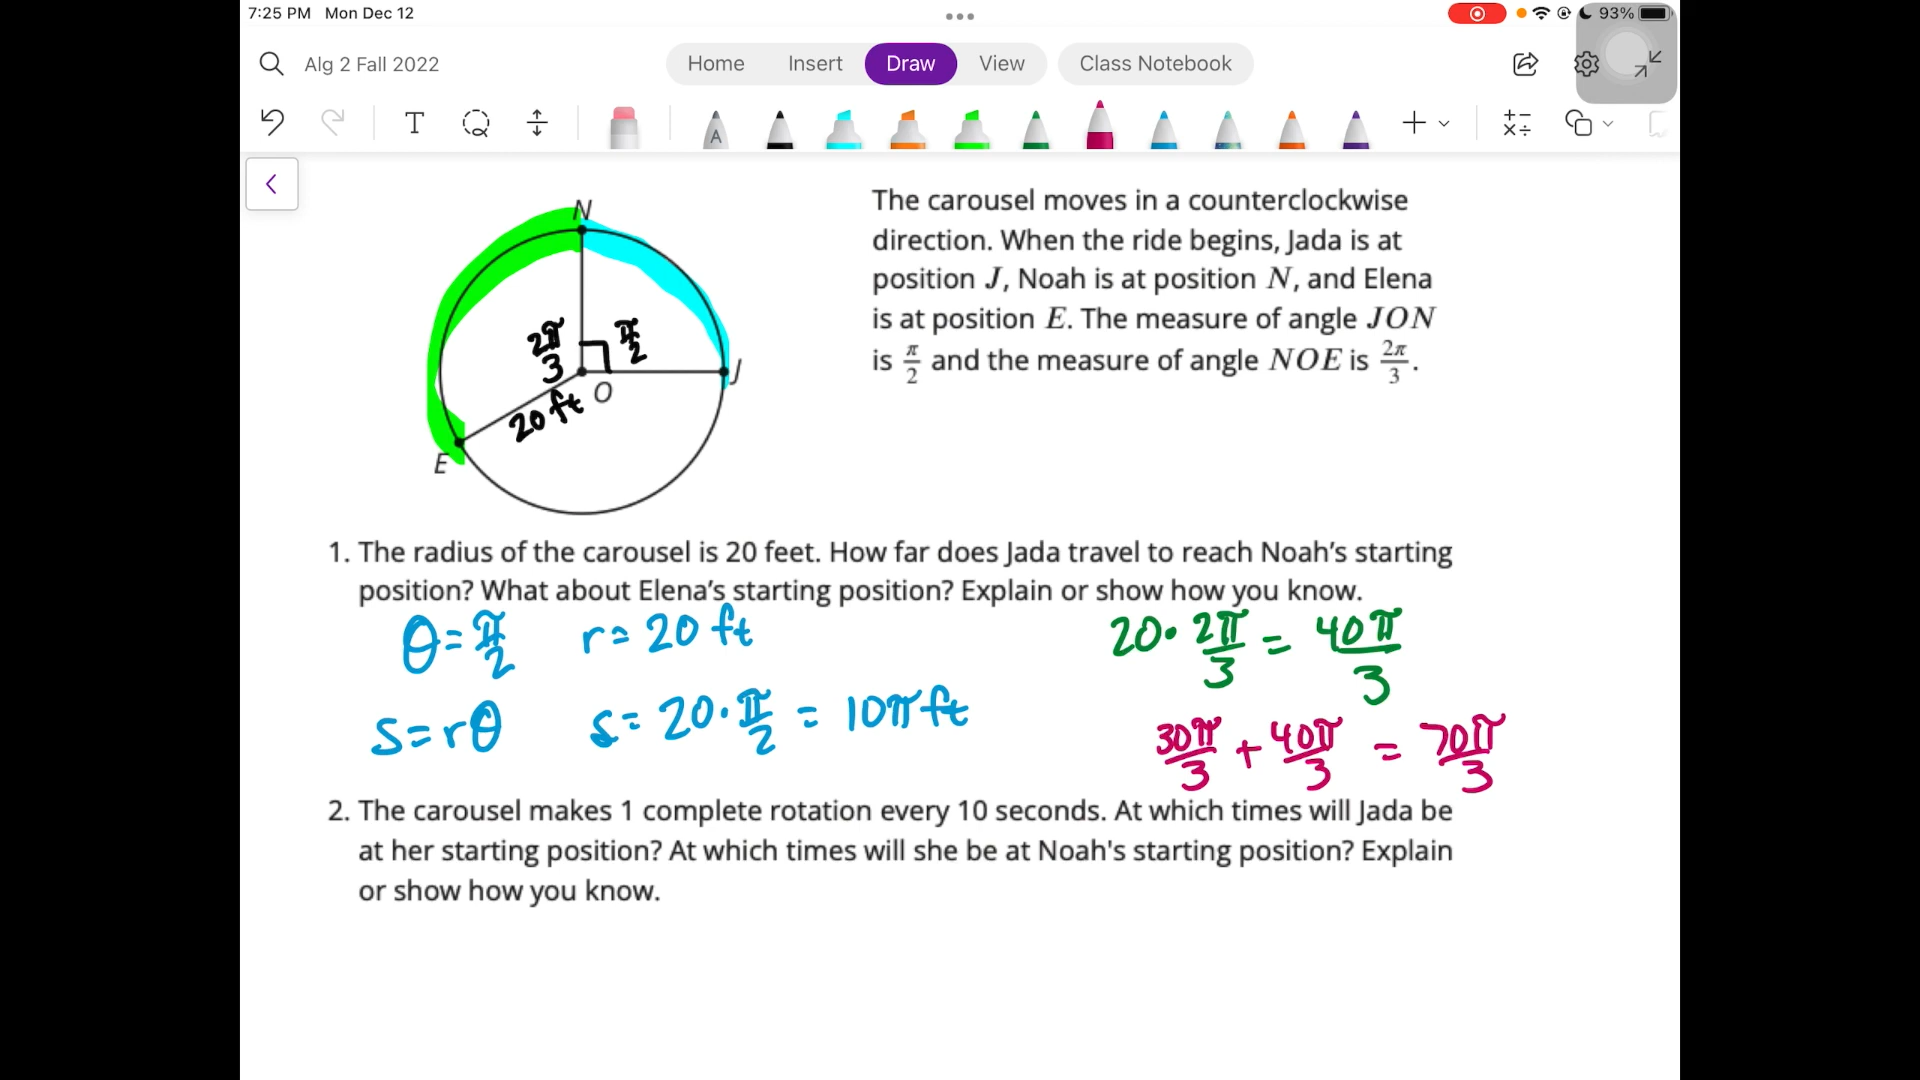 7:25 PM Mon Dec 12
93%
Alg 2 Fall 2022
Home Insert Draw View Class Notebook
T
A
N
2π/3
π/2
J
O
20 ft
E
The carousel moves in a counterclockwise
direction. When the ride begins, Jada is at
position J, Noah is at position N, and Elena
is at position E. The measure of angle JON
is π/2 and the measure of angle NOE is 2π/3.
1. The radius of the carousel is 20 feet. How far does Jada travel to reach Noah's starting
position? What about Elena's starting position? Explain or show how you know.
θ = π/2 r = 20 ft
20 · 2π/3 = 40π/3
s = rθ s = 20 · π/2 = 10π ft
30π/3 + 40π/3 = 70π/3
2. The carousel makes 1 complete rotation every 10 seconds. At which times will Jada be
at her starting position? At which times will she be at Noah's starting position? Explain
or show how you know.